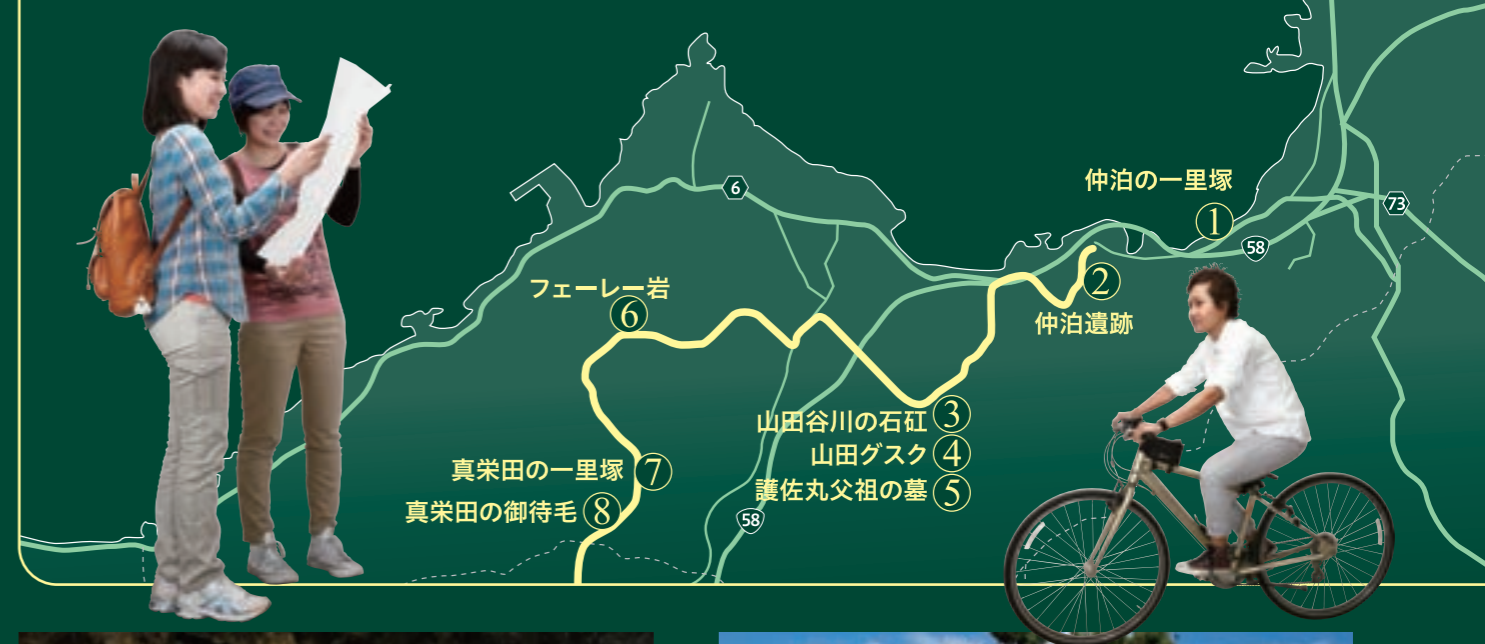 仲泊の一里塚
①
6
73
58
フェーレー岩
⑥
②
仲泊遺跡
山田谷川の石矼 ③
山田グスク ④
護佐丸父祖の墓 ⑤
真栄田の一里塚 ⑦
真栄田の御待毛 ⑧
58